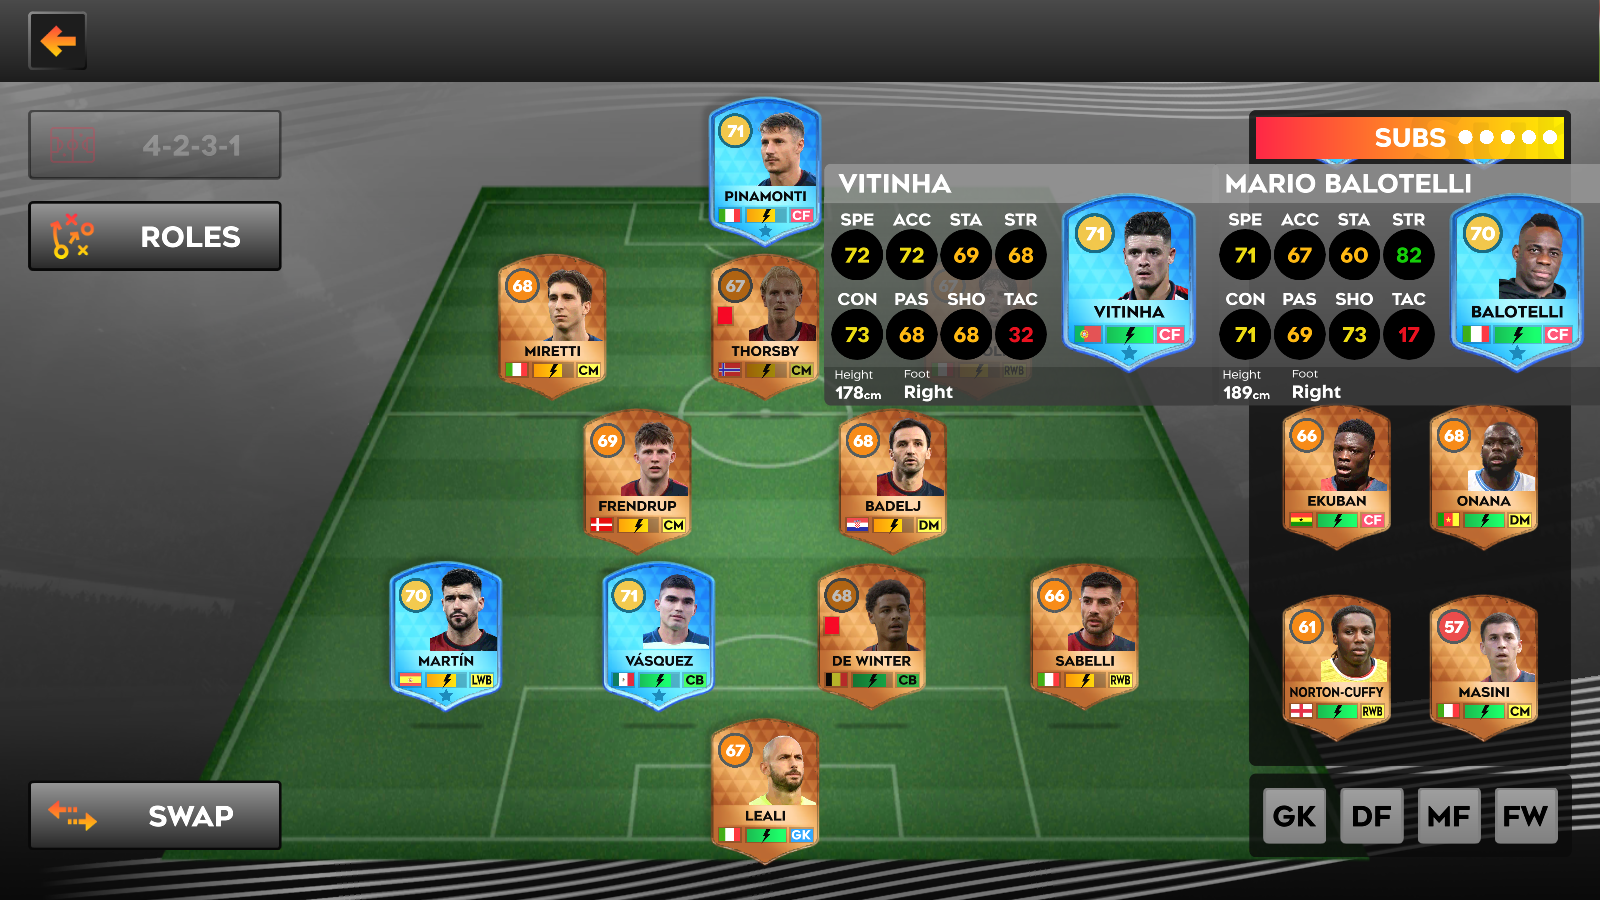 4-2-3-1
ROLES
SWAP
71
PINAMONTI
CF
68
MIRETTI
CM
67
THORSBY
CM
67
RWB
69
FRENDRUP
CM
68
BADELJ
DM
70
MARTÍN
LWB
71
VÁSQUEZ
CB
68
DE WINTER
CB
66
SABELLI
RWB
67
LEALI
GK
SUBS
VITINHA
SPE ACC STA STR
72 72 69 68
CON PAS SHO TAC
73 68 68 32
Height Foot
178cm Right
71
VITINHA
CF
MARIO BALOTELLI
SPE ACC STA STR
71 67 60 82
CON PAS SHO TAC
71 69 73 17
Height Foot
189cm Right
70
BALOTELLI
CF
66
EKUBAN
CF
68
ONANA
DM
61
NORTON-CUFFY
RWB
57
MASINI
CM
GK DF MF FW